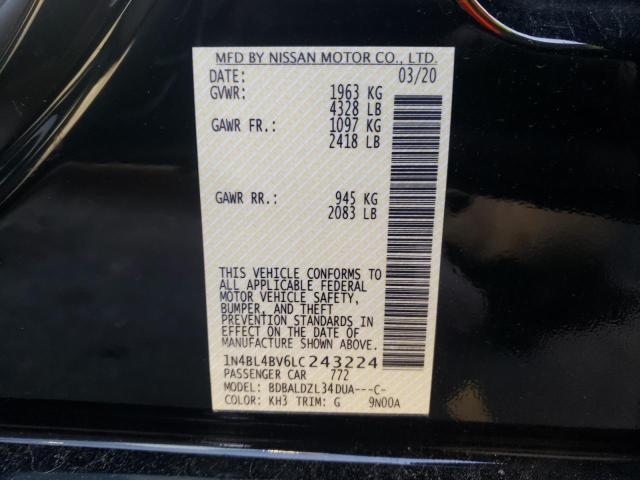 MFD BY NISSAN MOTOR CO., LTD.
DATE: 03/20
GVWR: 1963 KG
4328 LB
GAWR FR.: 1097 KG
2418 LB
GAWR RR.: 945 KG
2083 LB
THIS VEHICLE CONFORMS TO
ALL APPLICABLE FEDERAL
MOTOR VEHICLE SAFETY,
BUMPER, AND THEFT
PREVENTION STANDARDS IN
EFFECT ON THE DATE OF
MANUFACTURE SHOWN ABOVE.
1N4BL4BV6LC243224
PASSENGER CAR 772
MODEL: BDBALDZL34DUA---C-
COLOR: KH3 TRIM: G 9N00A